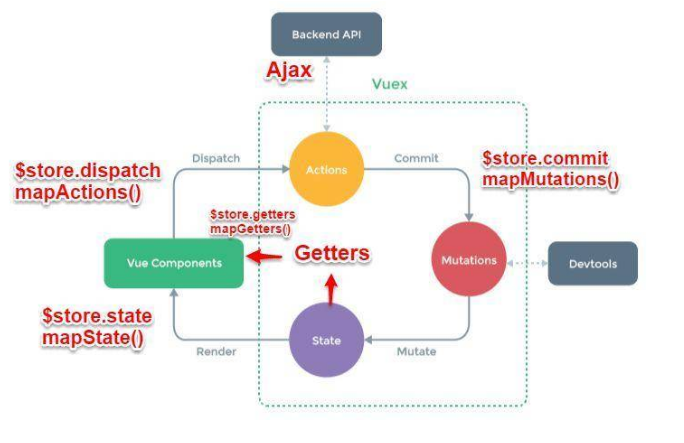 Backend API
Ajax
Vuex
Dispatch
Commit
$store.dispatch
mapActions()
Actions
$store.commit
mapMutations()
$store.getters
mapGetters()
Getters
Vue Components
Mutations
Devtools
$store.state
mapState()
State
Render
Mutate